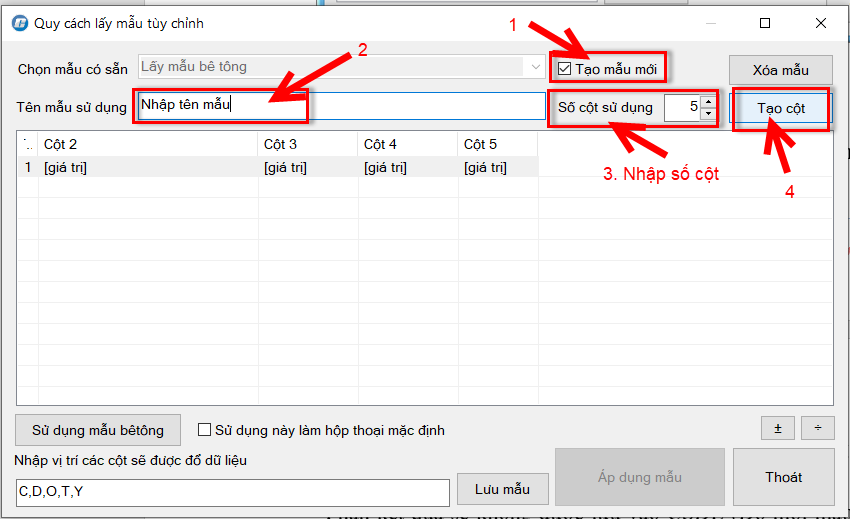 Quy cách lấy mẫu tùy chỉnh
1
2
Chọn mẫu có sẵn
Lấy mẫu bê tông
Tạo mẫu mới
Xóa mẫu
Tên mẫu sử dụng
Nhập tên mẫu
Số cột sử dụng
5
Tạo cột
Cột 2
Cột 3
Cột 4
Cột 5
1
[giá trị]
[giá trị]
[giá trị]
[giá trị]
3. Nhập số cột
4
Sử dụng mẫu bêtông
Sử dụng này làm hộp thoại mặc định
±
÷
Nhập vị trí các cột sẽ được đổ dữ liệu
C,D,O,T,Y
Lưu mẫu
Áp dụng mẫu
Thoát